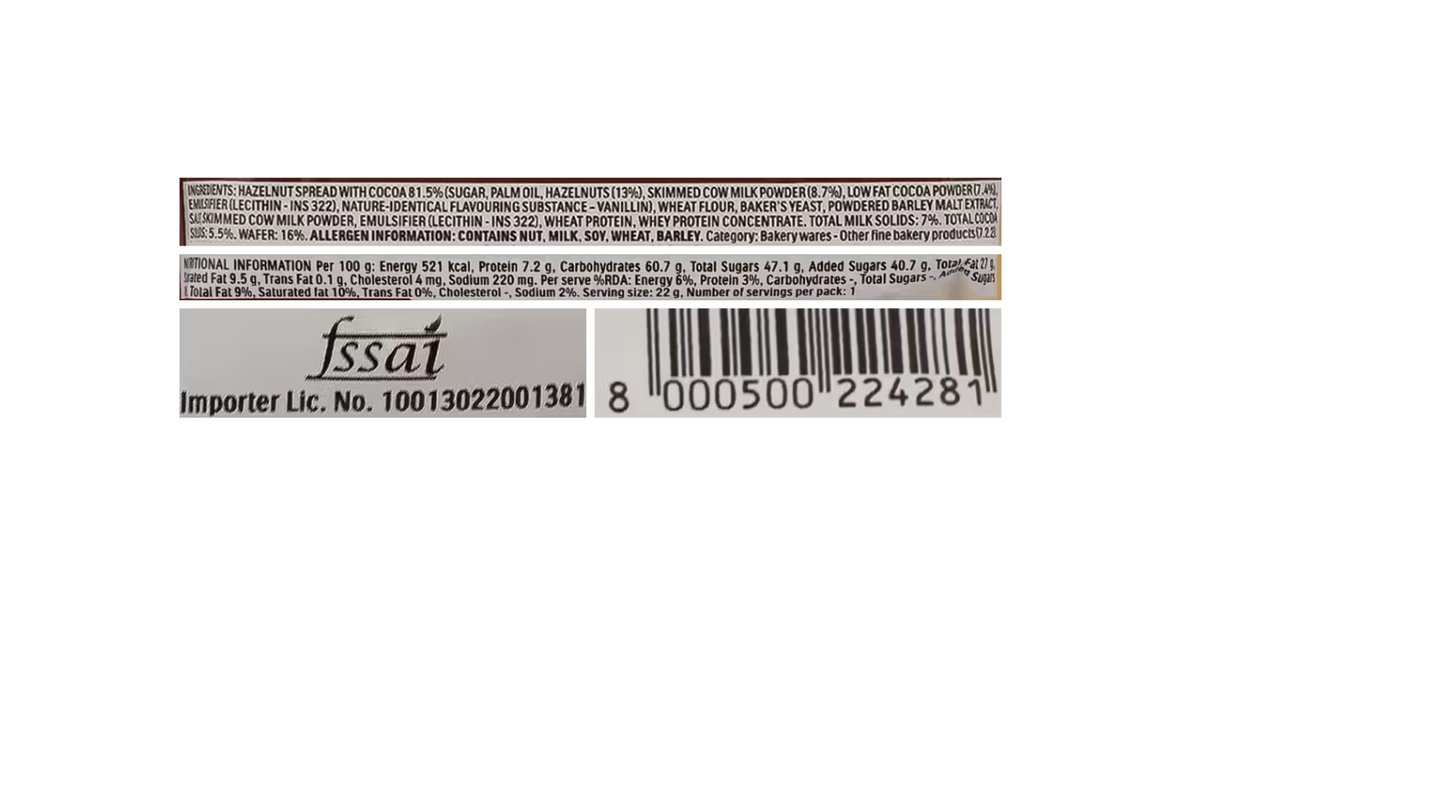 INGREDIENTS: HAZELNUT SPREAD WITH COCOA 81.5% (SUGAR, PALM OIL, HAZELNUTS (13%), SKIMMED COW MILK POWDER (8.7%), LOW FAT COCOA POWDER (7.4%),
EMULSIFIER (LECITHIN - INS 322), NATURE-IDENTICAL FLAVOURING SUBSTANCE – VANILLIN), WHEAT FLOUR, BAKER'S YEAST, POWDERED BARLEY MALT EXTRACT,
SALT, SKIMMED COW MILK POWDER, EMULSIFIER (LECITHIN - INS 322), WHEAT PROTEIN, WHEY PROTEIN CONCENTRATE. TOTAL MILK SOLIDS: 7%. TOTAL COCOA
5.5%. WAFER: 16%. ALLERGEN INFORMATION: CONTAINS NUT, MILK, SOY, WHEAT, BARLEY. Category: Bakery wares - Other fine bakery products
INFORMATION Per 100 g: Energy 521 kcal, Protein 7.2 g, Carbohydrates 60.7 g, Total Sugars 47.1 g, Added Sugars 40.7 g, Total Fat 27 g,
Fat 9.5 g, Trans Fat 0.1 g, Cholesterol 4 mg, Sodium 220 mg. Per serve %RDA: Energy 6%, Protein 3%, Carbohydrates -, Total Sugars -, Added Sugars
Total Fat 9%, Saturated fat 10%, Trans Fat 0%, Cholesterol -, Sodium 2%. Serving size: 22 g, Number of servings per pack: 1
fssai
Importer Lic. No. 10013022001381
8 000500 224281